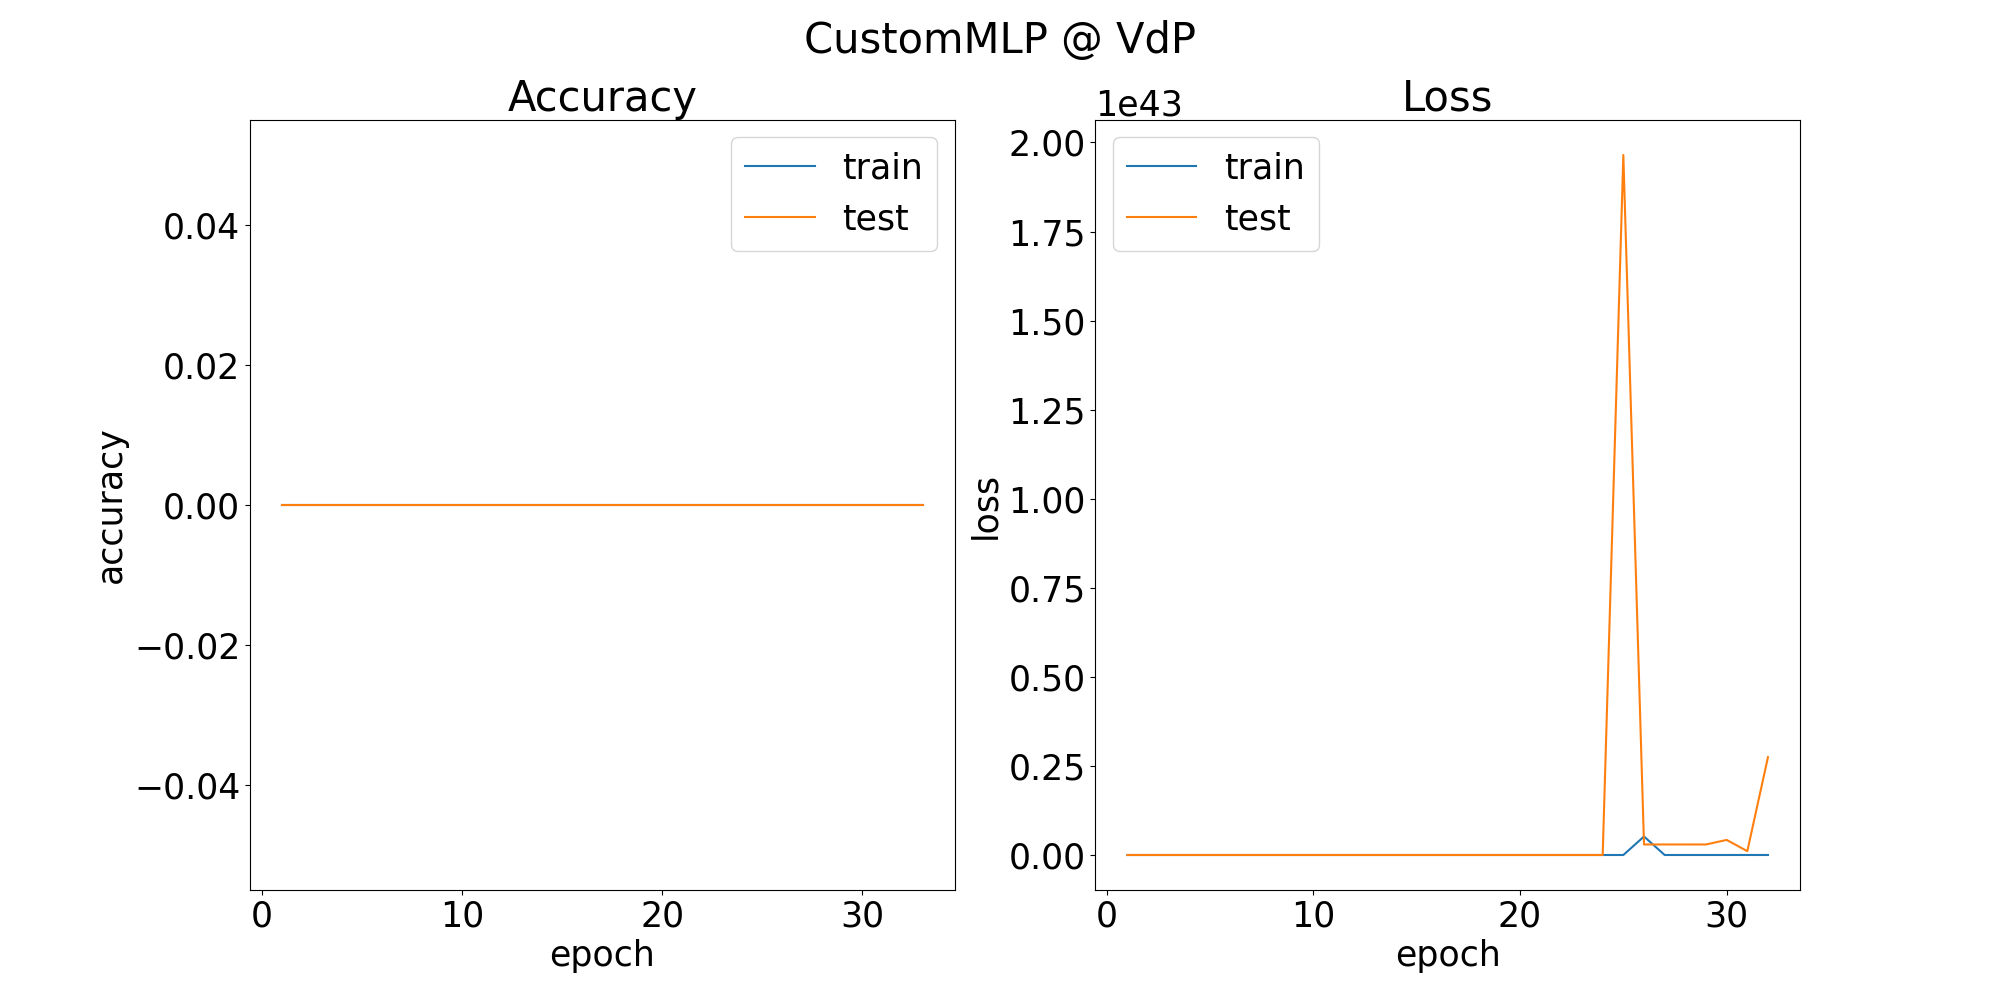 CustomMLP @ VdP
Accuracy
train
test
0.04
0.02
0.00
−0.02
−0.04
accuracy
0 10 20 30
epoch
Loss
1e43
train
test
2.00
1.75
1.50
1.25
1.00
0.75
0.50
0.25
0.00
loss
0 10 20 30
epoch